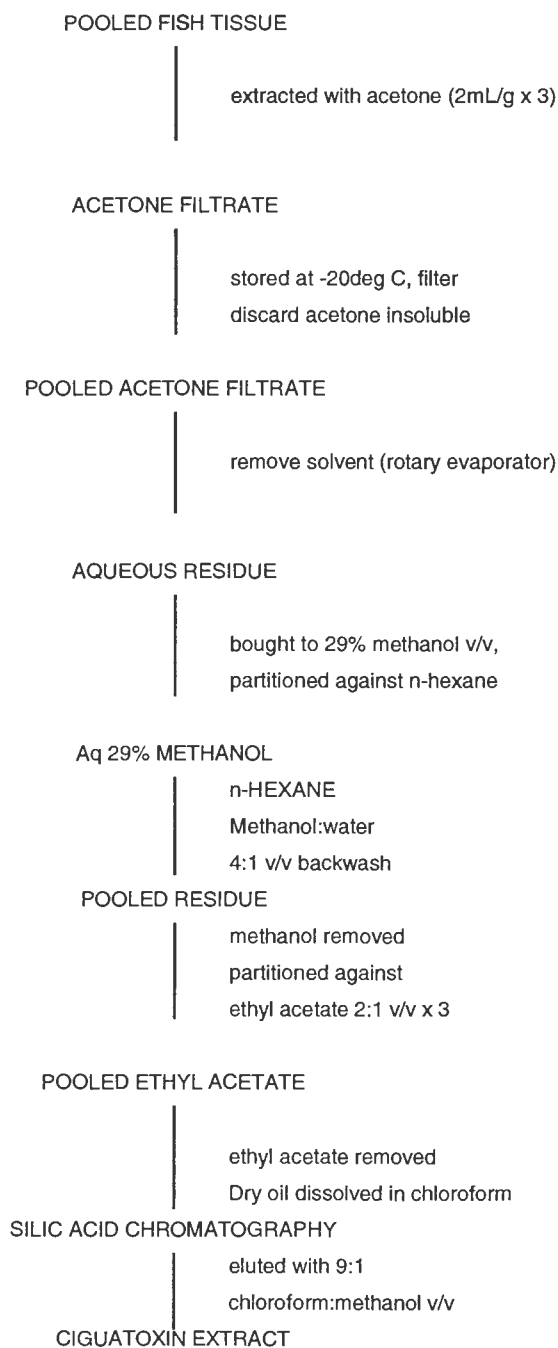 POOLED FISH TISSUE
extracted with acetone (2mL/g x 3)
ACETONE FILTRATE
stored at -20deg C, filter
discard acetone insoluble
POOLED ACETONE FILTRATE
remove solvent (rotary evaporator)
AQUEOUS RESIDUE
bought to 29% methanol v/v,
partitioned against n-hexane
Aq 29% METHANOL
n-HEXANE
Methanol:water
4:1 v/v backwash
POOLED RESIDUE
methanol removed
partitioned against
ethyl acetate 2:1 v/v x 3
POOLED ETHYL ACETATE
ethyl acetate removed
Dry oil dissolved in chloroform
SILIC ACID CHROMATOGRAPHY
eluted with 9:1
chloroform:methanol v/v
CIGUATOXIN EXTRACT